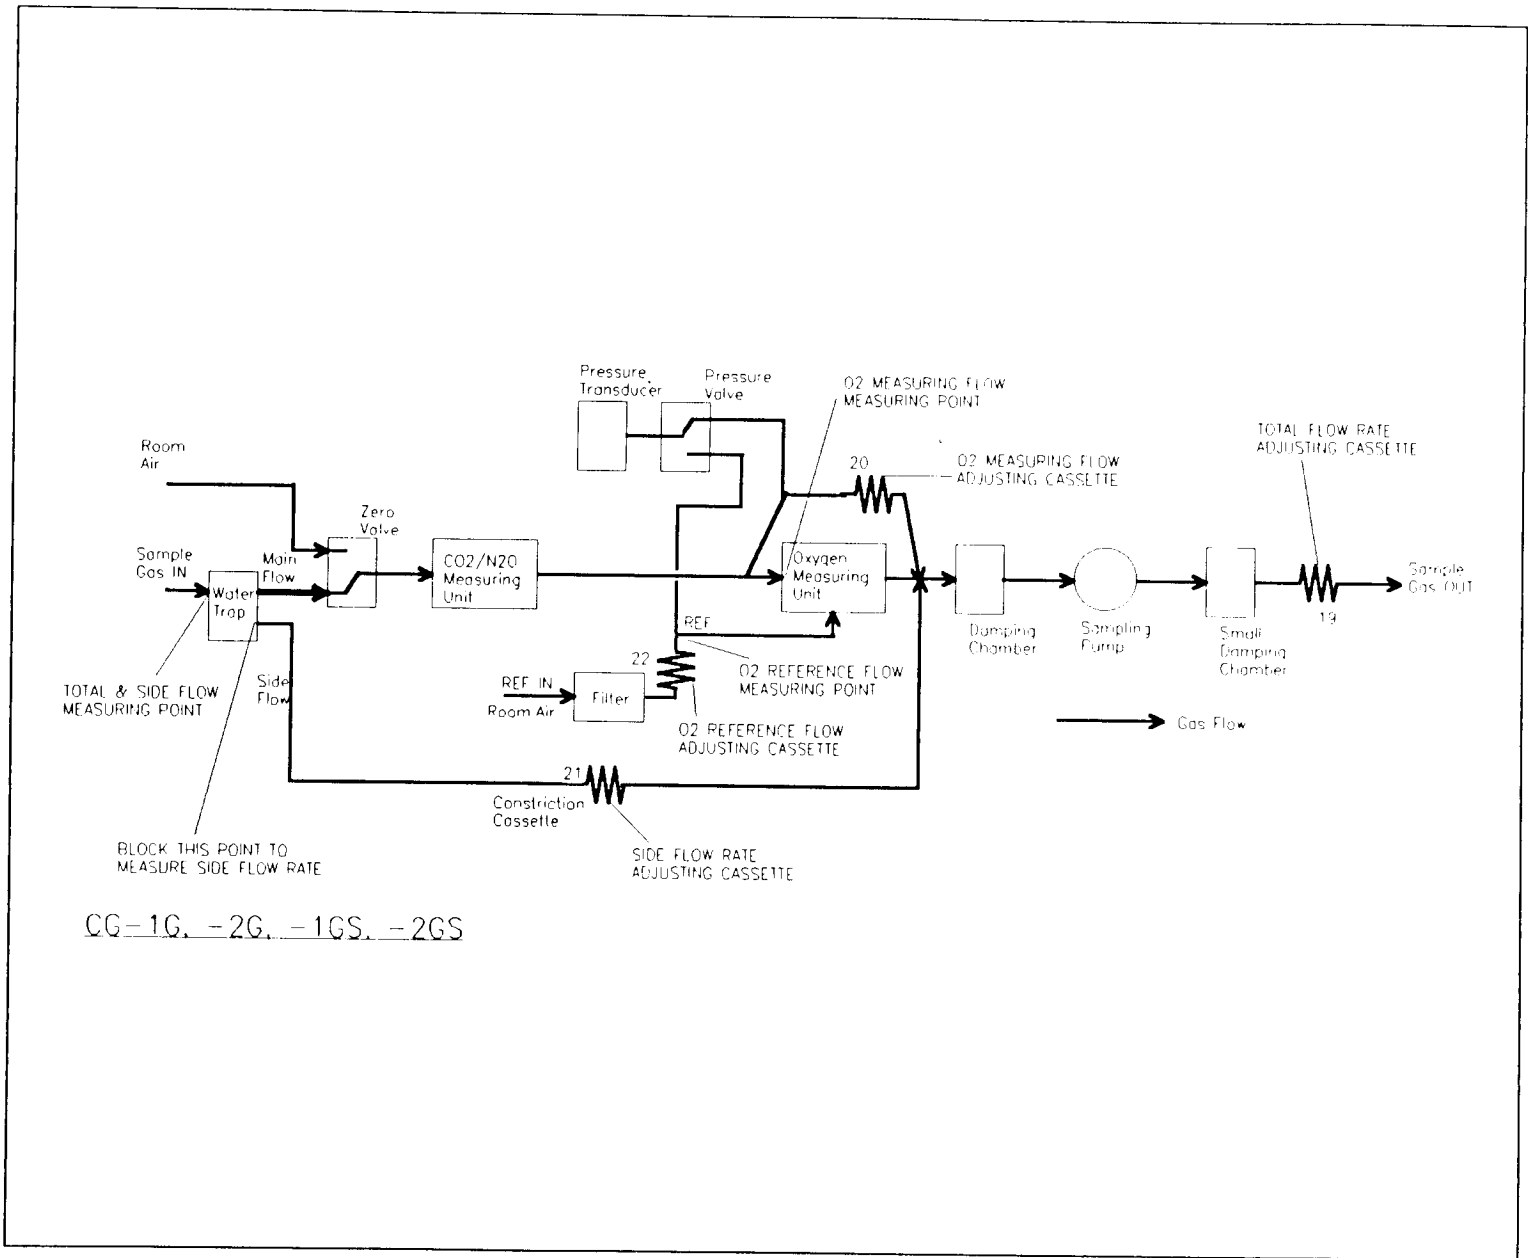 Pressure
Transducer
Pressure
Valve
O2 MEASURING FLOW
MEASURING POINT
TOTAL FLOW RATE
ADJUSTING CASSETTE
Room
Air
20
O2 MEASURING FLOW
ADJUSTING CASSETTE
Zero
Valve
Sample
Gas IN
Main
Flow
Water
Trap
CO2/N2O
Measuring
Unit
Oxygen
Measuring
Unit
Sample
Gas OUT
19
Damping
Chamber
Sampling
Pump
Small
Damping
Chamber
REF
22
O2 REFERENCE FLOW
MEASURING POINT
TOTAL & SIDE FLOW
MEASURING POINT
Side
Flow
REF IN
Room Air
Filter
O2 REFERENCE FLOW
ADJUSTING CASSETTE
Gas Flow
21
Constriction
Cassette
BLOCK THIS POINT TO
MEASURE SIDE FLOW RATE
SIDE FLOW RATE
ADJUSTING CASSETTE
CG-1G, -2G, -1GS, -2GS